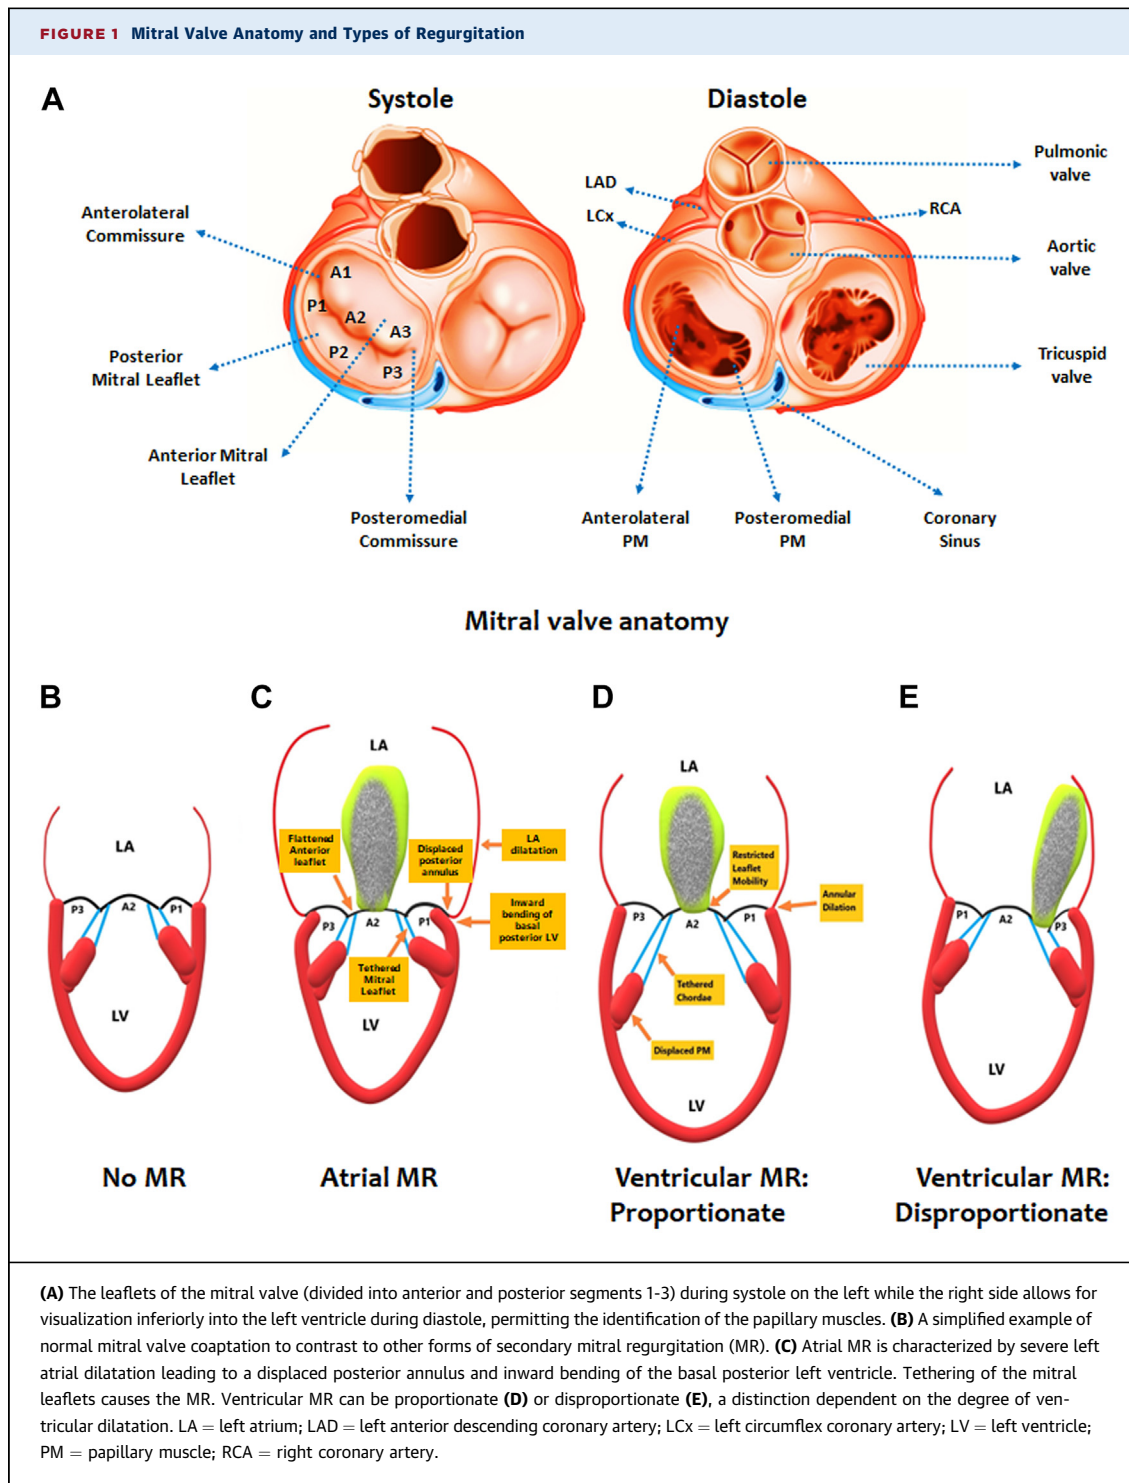 FIGURE 1 Mitral Valve Anatomy and Types of Regurgitation
A
Systole
Diastole
Anterolateral
Commissure
Posterior
Mitral Leaflet
Anterior Mitral
Leaflet
Posteromedial
Commissure
A1
P1
A2
A3
P2
P3
LAD
LCx
Pulmonic
valve
RCA
Aortic
valve
Tricuspid
valve
Anterolateral
PM
Posteromedial
PM
Coronary
Sinus
Mitral valve anatomy
B
LA
P3
A2
P1
LV
No MR
C
LA
Flattened
Anterior
leaflet
Displaced
posterior
annulus
LA
dilatation
P3
A2
P1
Inward
bending of
basal
posterior LV
Tethered
Mitral
Leaflet
LV
Atrial MR
D
LA
Restricted
Leaflet
Mobility
Annular
Dilation
P3
A2
P1
Tethered
Chordae
Displaced PM
LV
Ventricular MR:
Proportionate
E
LA
P1
A2
P3
LV
Ventricular MR:
Disproportionate
(A) The leaflets of the mitral valve (divided into anterior and posterior segments 1-3) during systole on the left while the right side allows for
visualization inferiorly into the left ventricle during diastole, permitting the identification of the papillary muscles. (B) A simplified example of
normal mitral valve coaptation to contrast to other forms of secondary mitral regurgitation (MR). (C) Atrial MR is characterized by severe left
atrial dilatation leading to a displaced posterior annulus and inward bending of the basal posterior left ventricle. Tethering of the mitral
leaflets causes the MR. Ventricular MR can be proportionate (D) or disproportionate (E), a distinction dependent on the degree of ven-
tricular dilatation. LA = left atrium; LAD = left anterior descending coronary artery; LCx = left circumflex coronary artery; LV = left ventricle;
PM = papillary muscle; RCA = right coronary artery.